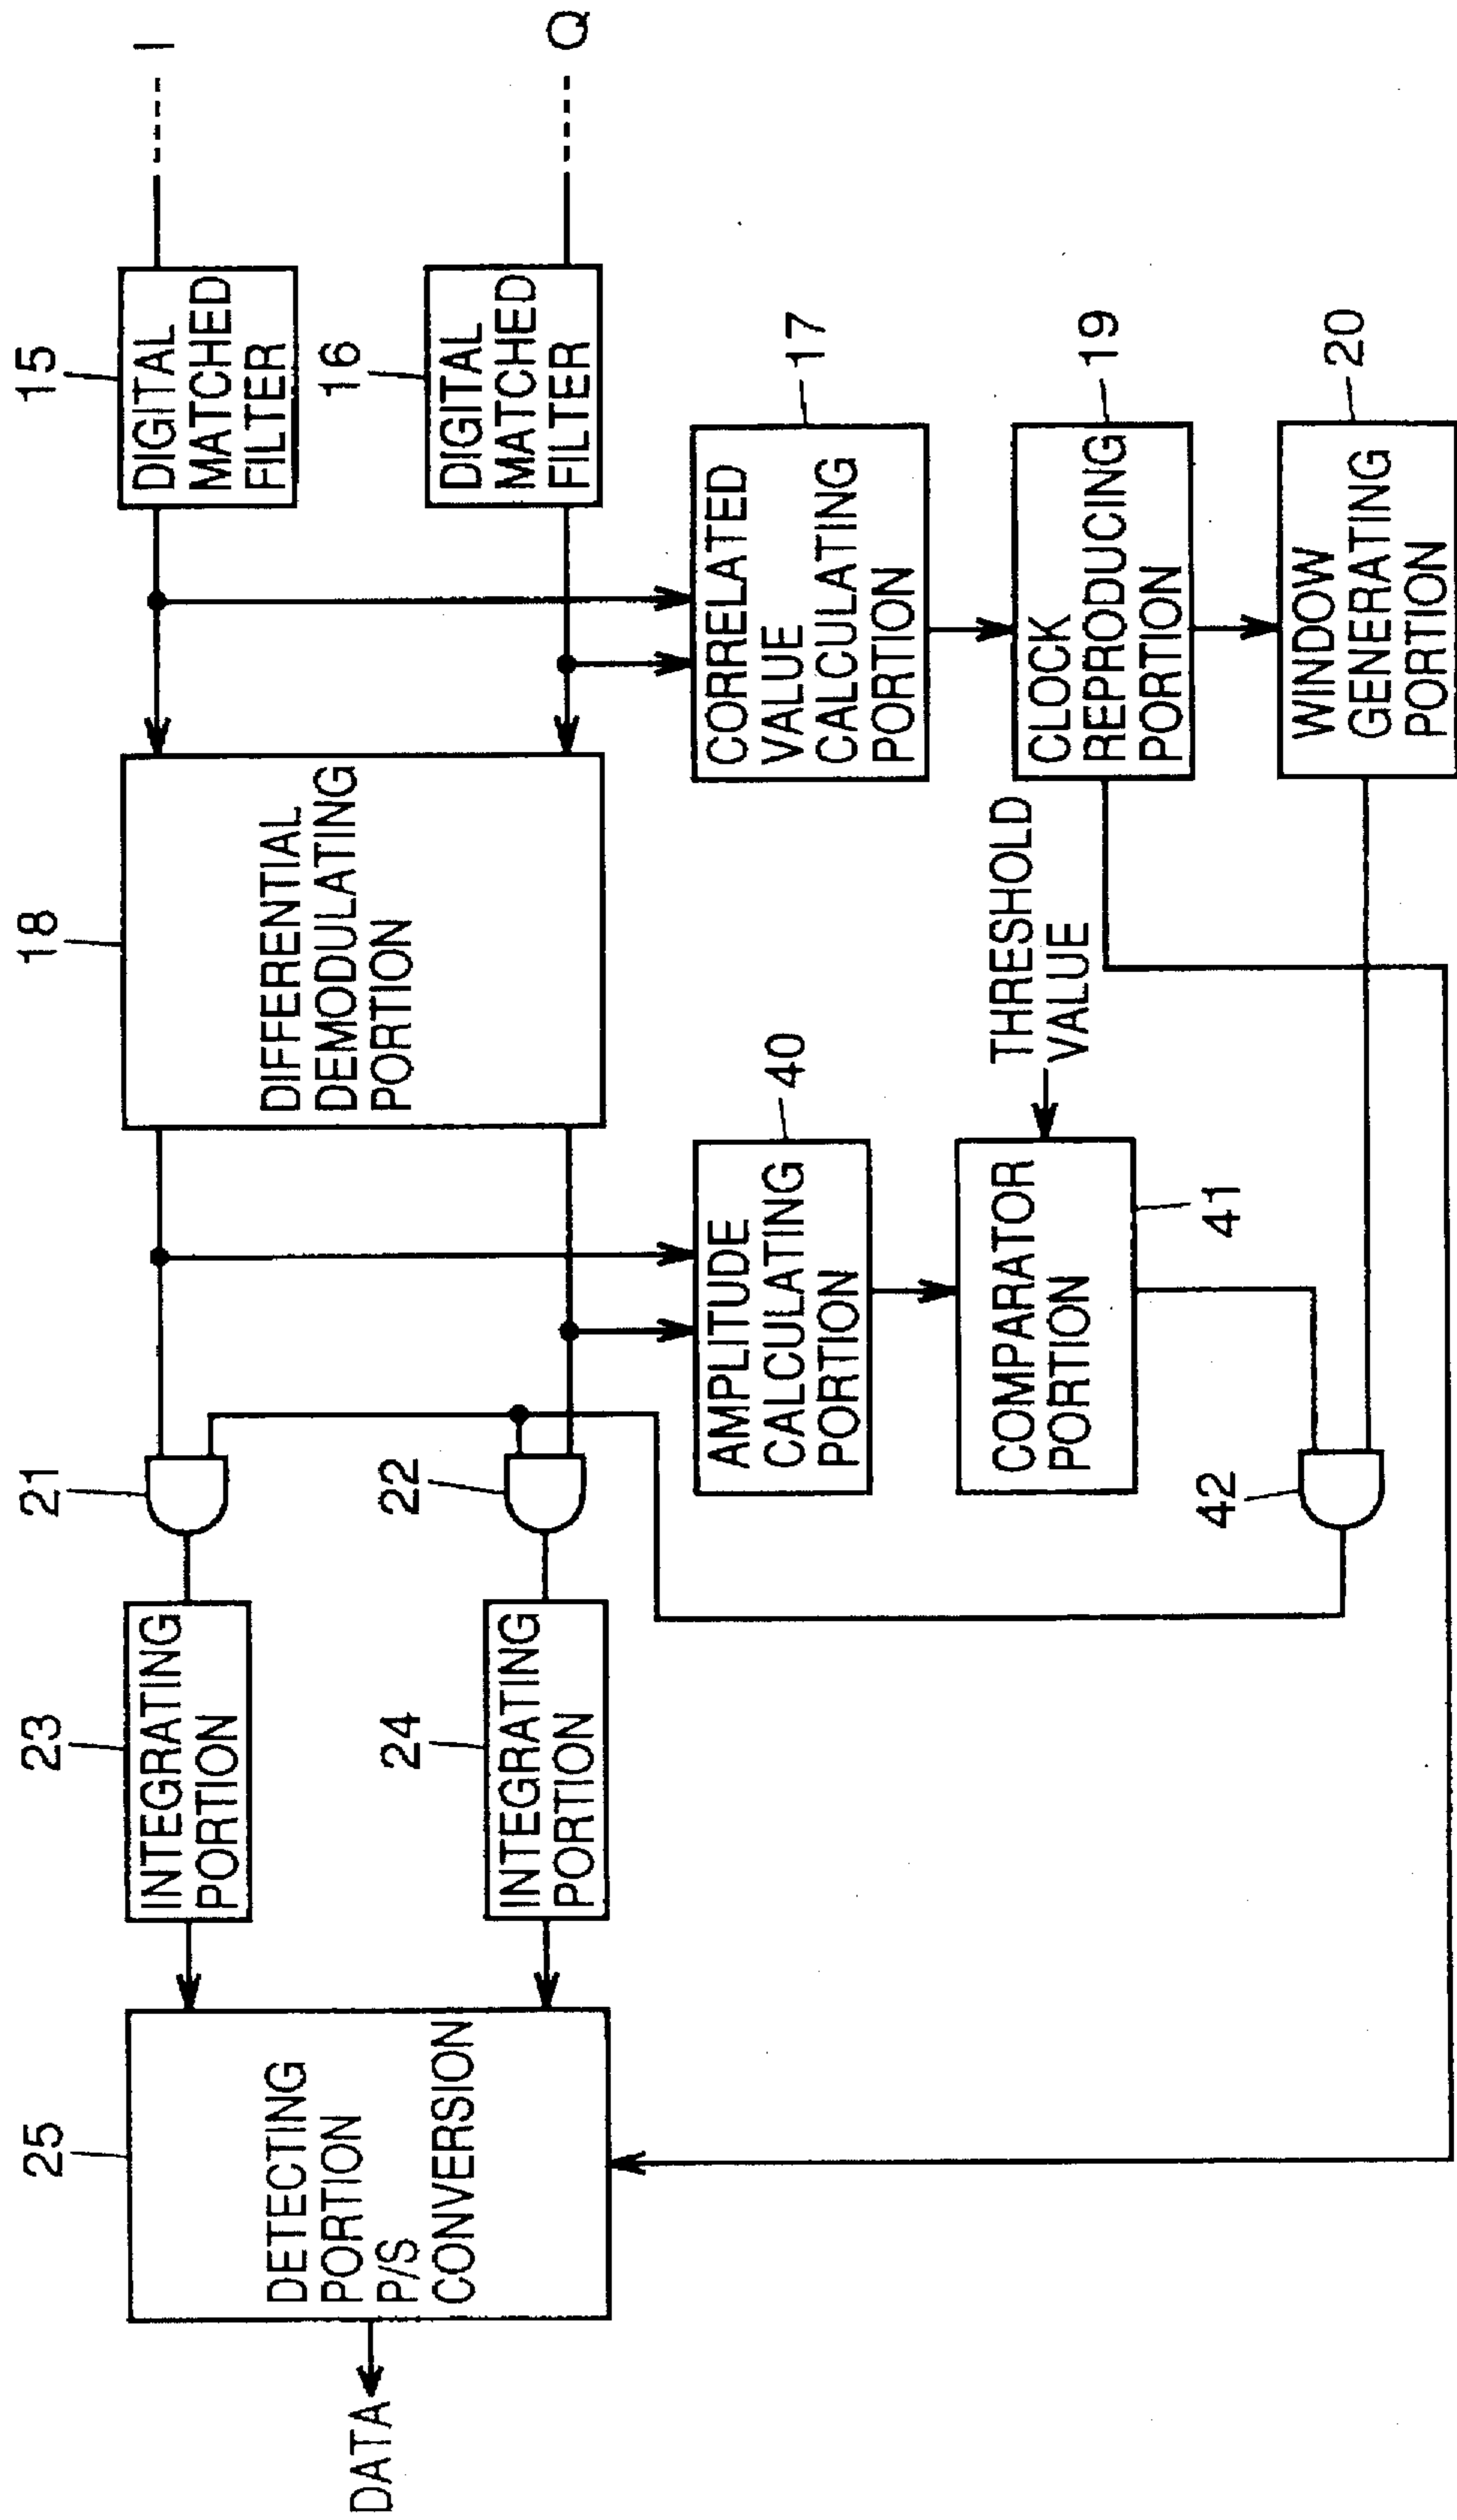 15
DIGITAL
MATCHED
FILTER
I
16
DIGITAL
MATCHED
FILTER
Q
18
DIFFERENTIAL
DEMODULATING
PORTION
17
CORRELATED
VALUE
CALCULATING
PORTION
19
CLOCK
REPRODUCING
PORTION
20
WINDOW
GENERATING
PORTION
THRESHOLD
VALUE
40
AMPLITUDE
CALCULATING
PORTION
41
COMPARATOR
PORTION
42
21
22
23
INTEGRATING
PORTION
24
INTEGRATING
PORTION
25
DETECTING
PORTION
P/S
CONVERSION
DATA